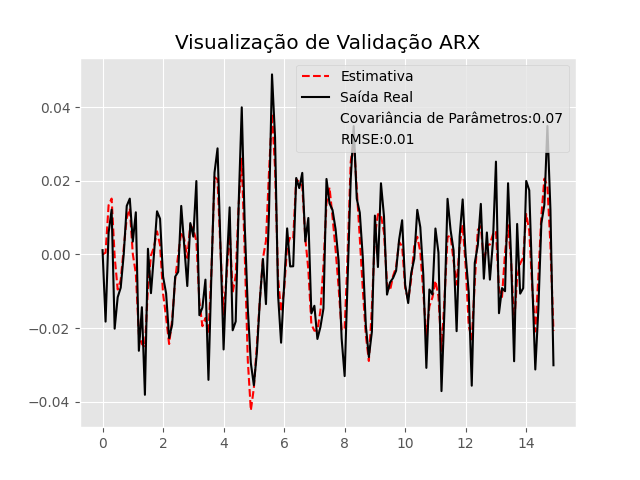 Visualização de Validação ARX
Estimativa
Saída Real
Covariância de Parâmetros:0.07
RMSE:0.01
0.04
0.02
0.00
−0.02
−0.04
0 2 4 6 8 10 12 14